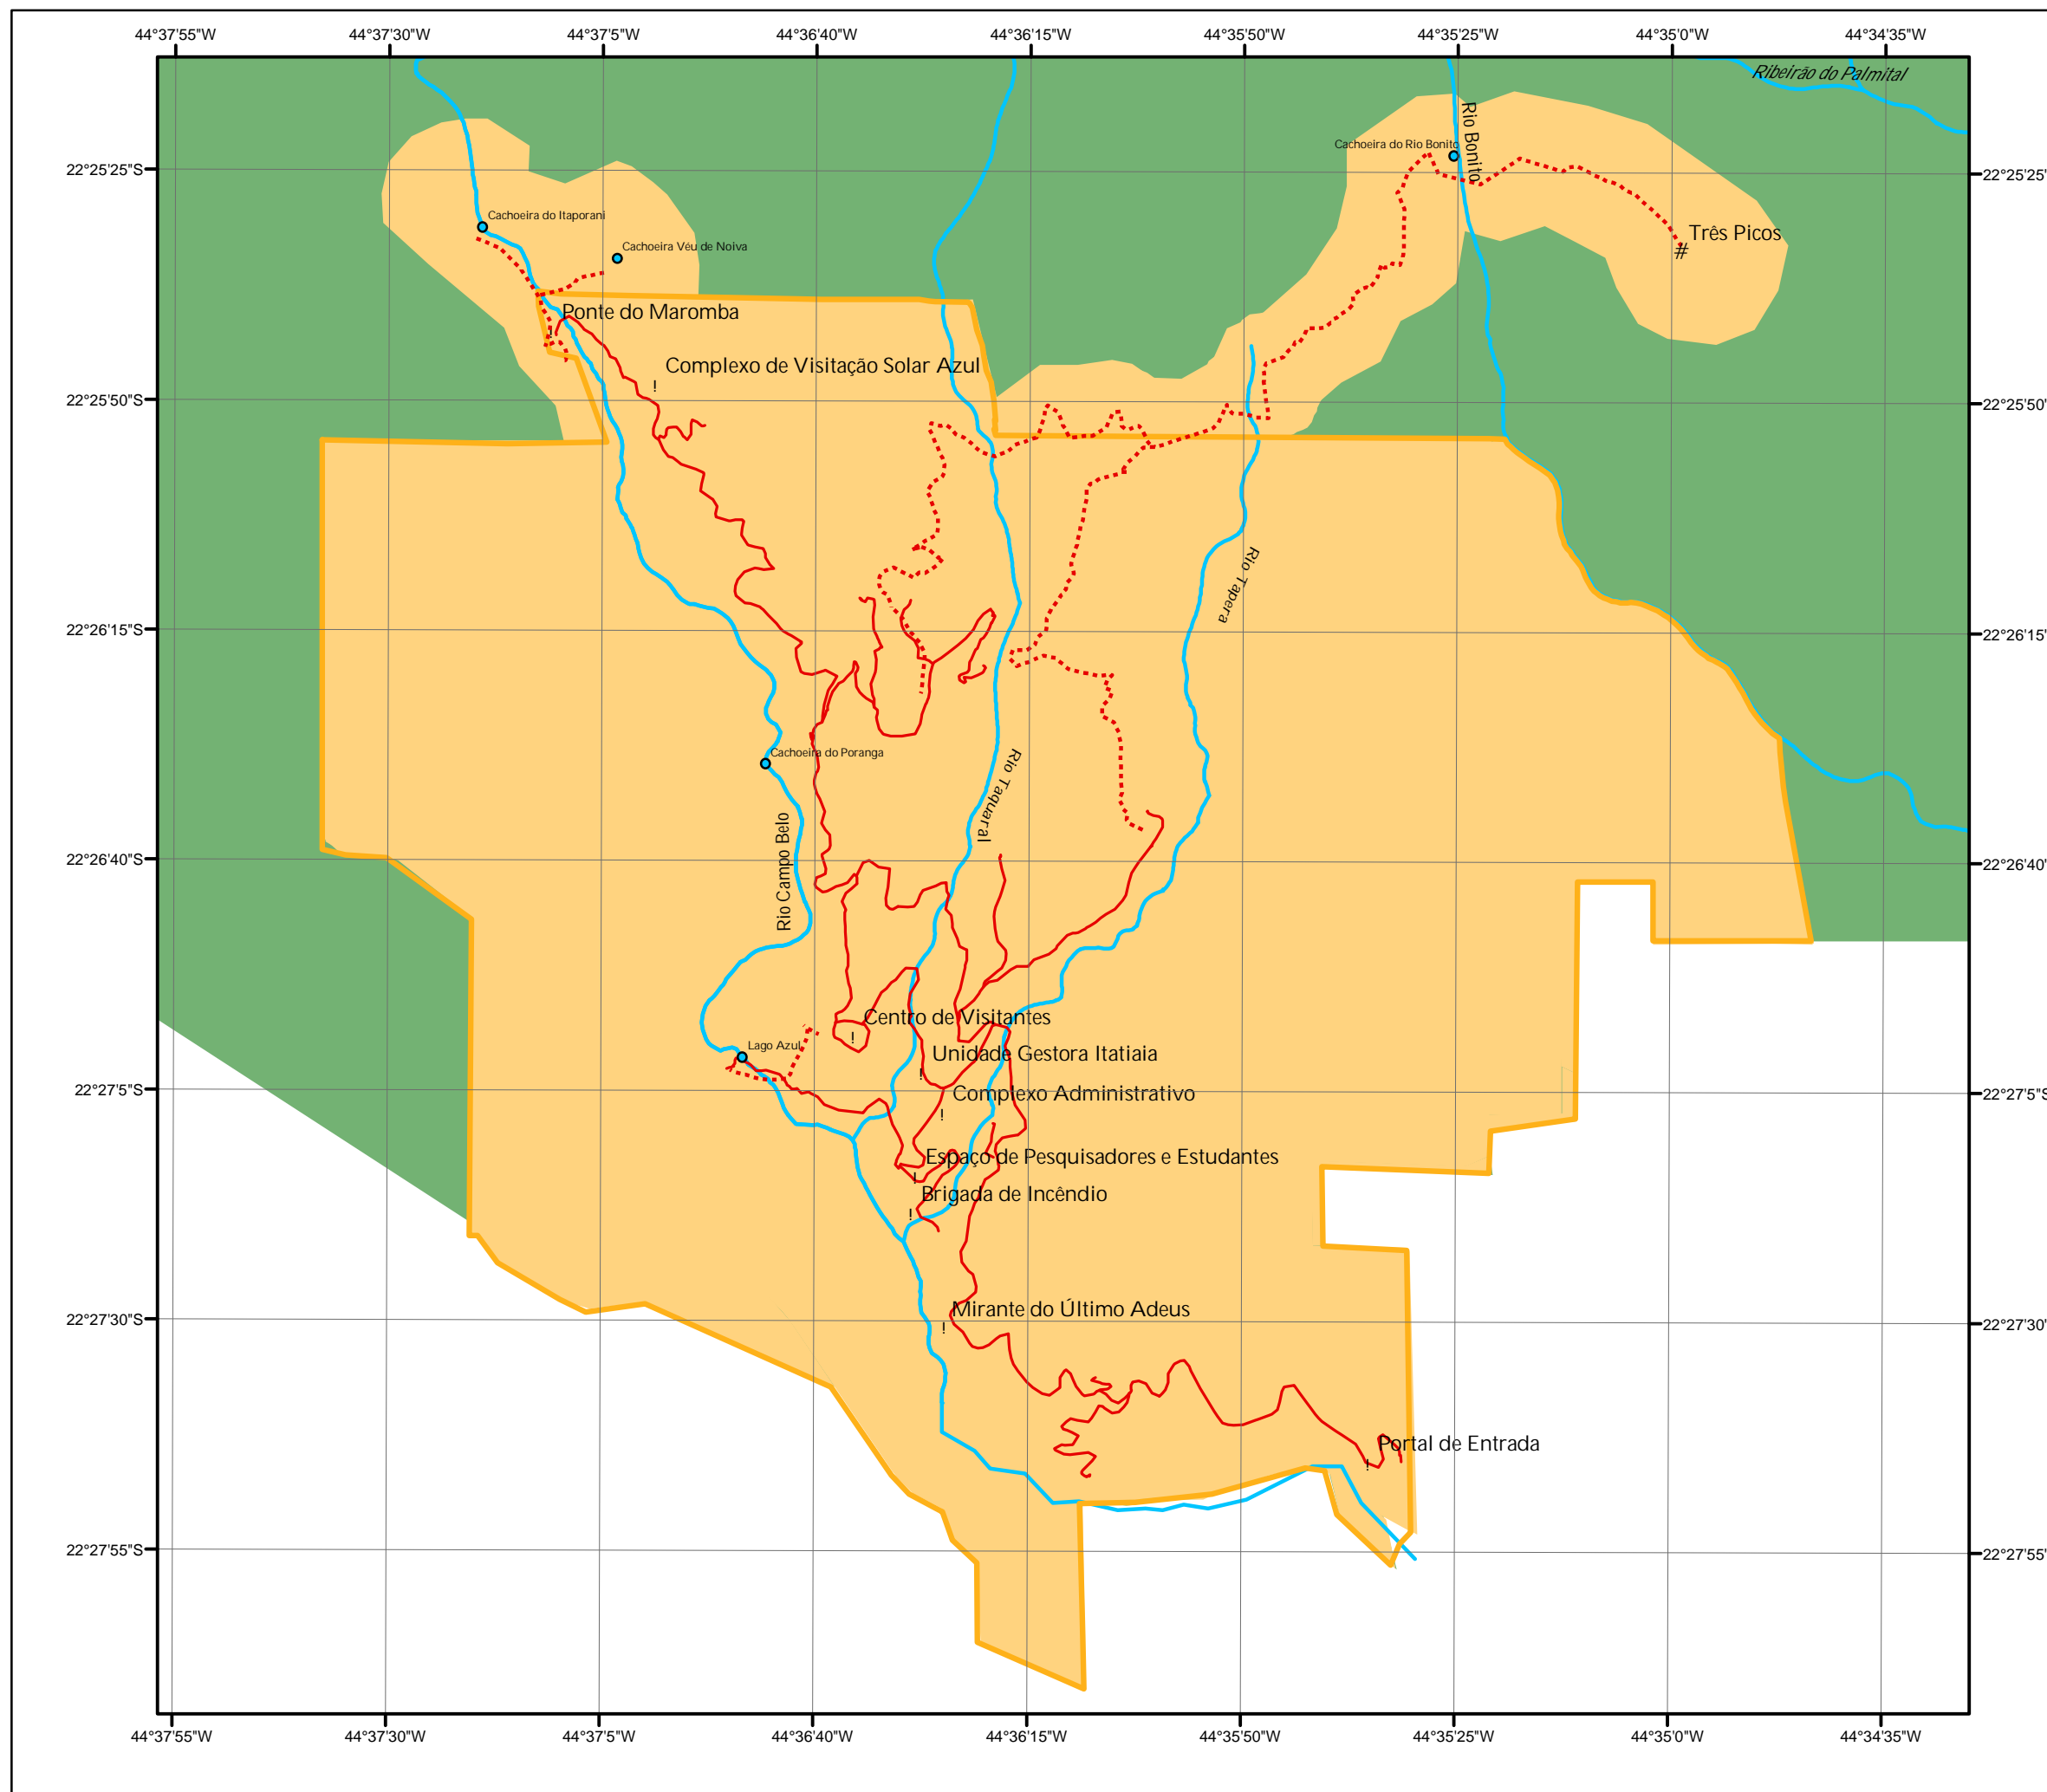 44°37'55"W 44°37'30"W 44°37'5"W 44°36'40"W 44°36'15"W 44°35'50"W 44°35'25"W 44°35'0"W 44°34'35"W
Ribeirão do Palmital
Rio Bonito
Cachoeira do Rio Bonito
22°25'25"S 22°25'25"
Cachoeira do Itaporani
Três Picos
#
Cachoeira Véu de Noiva
Ponte do Maromba
!
Complexo de Visitação Solar Azul
!
22°25'50"S 22°25'50"
Rio Tapera
22°26'15"S 22°26'15"
Cachoeira do Poranga
Rio Taquaral
Rio Campo Belo
22°26'40"S 22°26'40"
Centro de Visitantes
!
Lago Azul
Unidade Gestora Itatiaia
!
22°27'5"S 22°27'5"S
Complexo Administrativo
!
Espaço de Pesquisadores e Estudantes
!
Brigada de Incêndio
!
Mirante do Último Adeus
!
22°27'30"S 22°27'30"
Portal de Entrada
!
22°27'55"S 22°27'55"
44°37'55"W 44°37'30"W 44°37'5"W 44°36'40"W 44°36'15"W 44°35'50"W 44°35'25"W 44°35'0"W 44°34'35"W